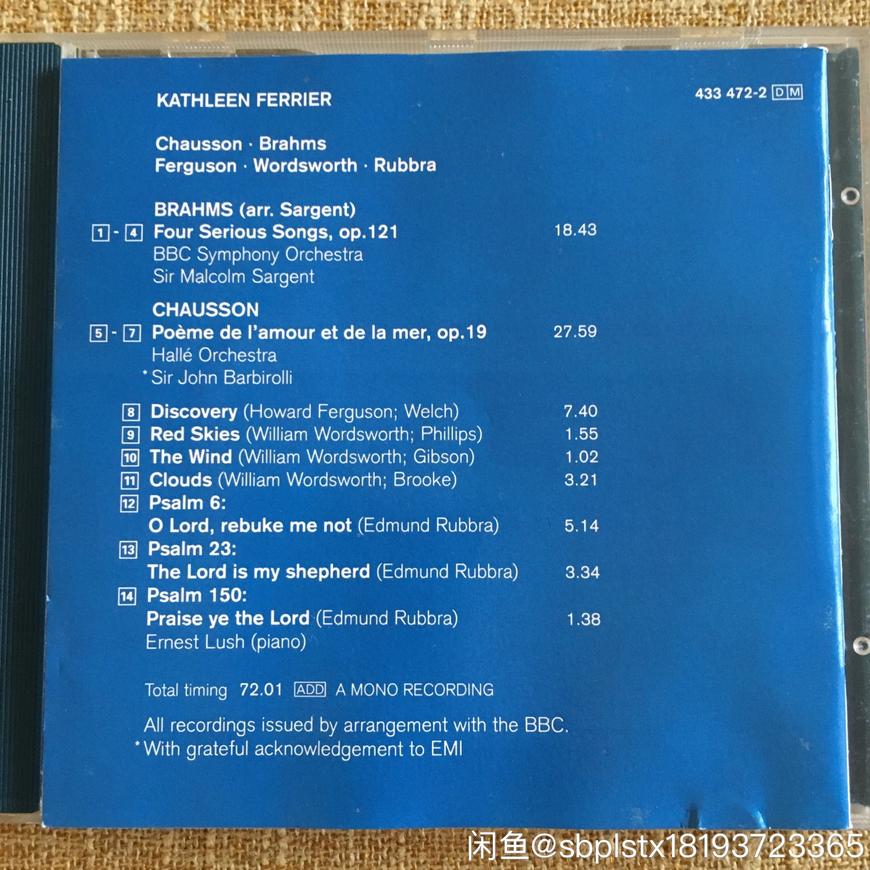 KATHLEEN FERRIER
433 472-2 DM
Chausson · Brahms
Ferguson · Wordsworth · Rubbra
BRAHMS (arr. Sargent)
1 - 4 Four Serious Songs, op.121 18.43
BBC Symphony Orchestra
Sir Malcolm Sargent
CHAUSSON
5 - 7 Poème de l'amour et de la mer, op.19 27.59
Hallé Orchestra
*Sir John Barbirolli
8 Discovery (Howard Ferguson; Welch) 7.40
9 Red Skies (William Wordsworth; Phillips) 1.55
10 The Wind (William Wordsworth; Gibson) 1.02
11 Clouds (William Wordsworth; Brooke) 3.21
12 Psalm 6:
O Lord, rebuke me not (Edmund Rubbra) 5.14
13 Psalm 23:
The Lord is my shepherd (Edmund Rubbra) 3.34
14 Psalm 150:
Praise ye the Lord (Edmund Rubbra) 1.38
Ernest Lush (piano)
Total timing 72.01 ADD A MONO RECORDING
All recordings issued by arrangement with the BBC.
*With grateful acknowledgement to EMI
闲鱼@sbplstx18193723365